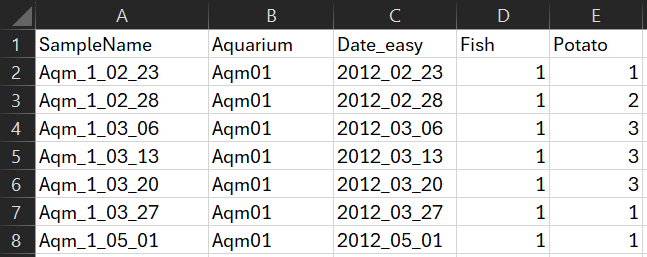 A B C D E
1 SampleName Aquarium Date_easy Fish Potato
2 Aqm_1_02_23 Aqm01 2012_02_23 1 1
3 Aqm_1_02_28 Aqm01 2012_02_28 1 2
4 Aqm_1_03_06 Aqm01 2012_03_06 1 3
5 Aqm_1_03_13 Aqm01 2012_03_13 1 3
6 Aqm_1_03_20 Aqm01 2012_03_20 1 3
7 Aqm_1_03_27 Aqm01 2012_03_27 1 1
8 Aqm_1_05_01 Aqm01 2012_05_01 1 1